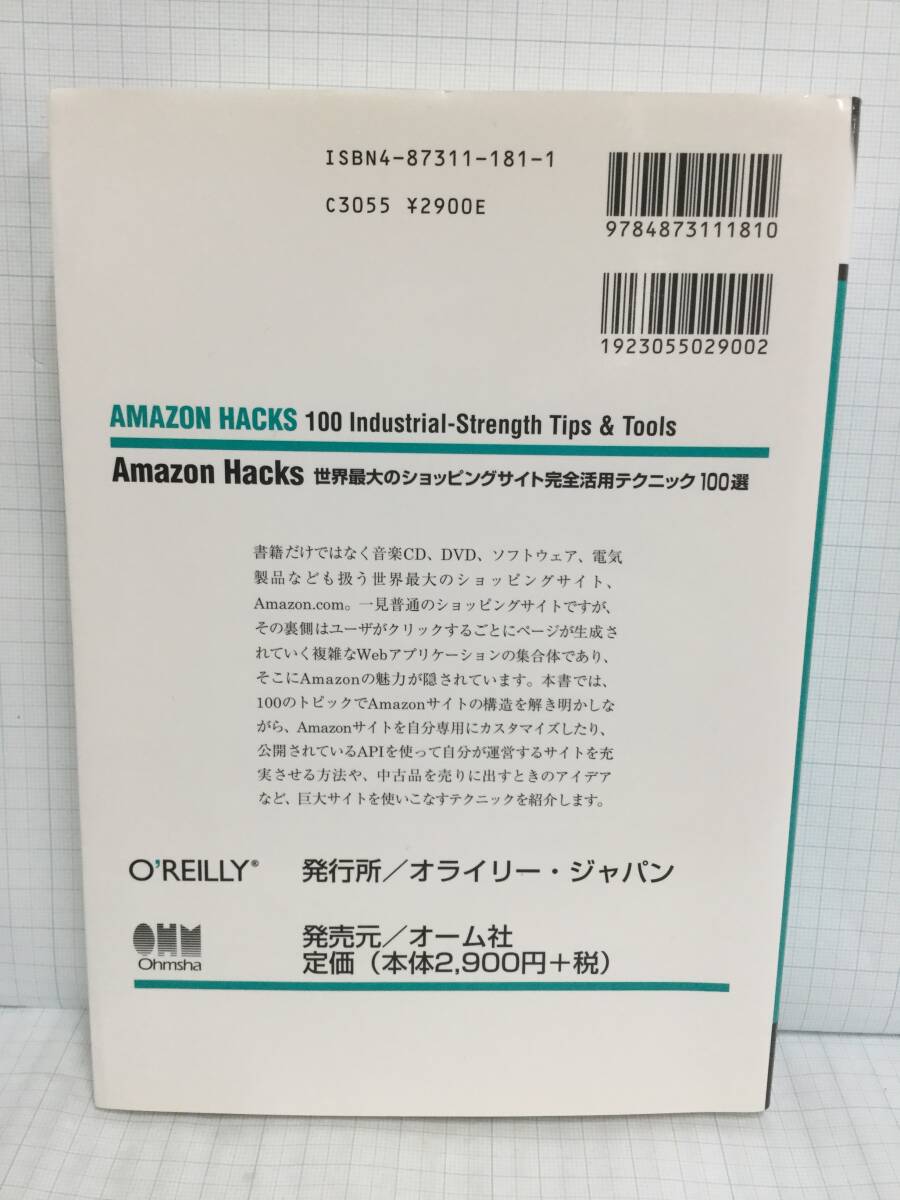 ISBN4-87311-181-1
C3055 ¥2900E
9784873111810
1923055029002
AMAZON HACKS 100 Industrial-Strength Tips & Tools
Amazon Hacks 世界最大のショッピングサイト完全活用テクニック100選
書籍だけではなく音楽CD、DVD、ソフトウェア、電気
製品なども扱う世界最大のショッピングサイト、
Amazon.com。一見普通のショッピングサイトですが、
その裏側はユーザがクリックするごとにページが生成さ
れていく複雑なWebアプリケーションの集合体であり、
そこにAmazonの魅力が隠されています。本書では、
100のトピックでAmazonサイトの構造を解き明かしな
がら、Amazonサイトを自分専用にカスタマイズしたり、
公開されているAPIを使って自分が運営するサイトを充
実させる方法や、中古品を売りに出すときのアイデア
など、巨大サイトを使いこなすテクニックを紹介します。
O'REILLY® 発行所／オライリー・ジャパン
OHM
Ohmsha
発売元／オーム社
定価（本体2,900円＋税）